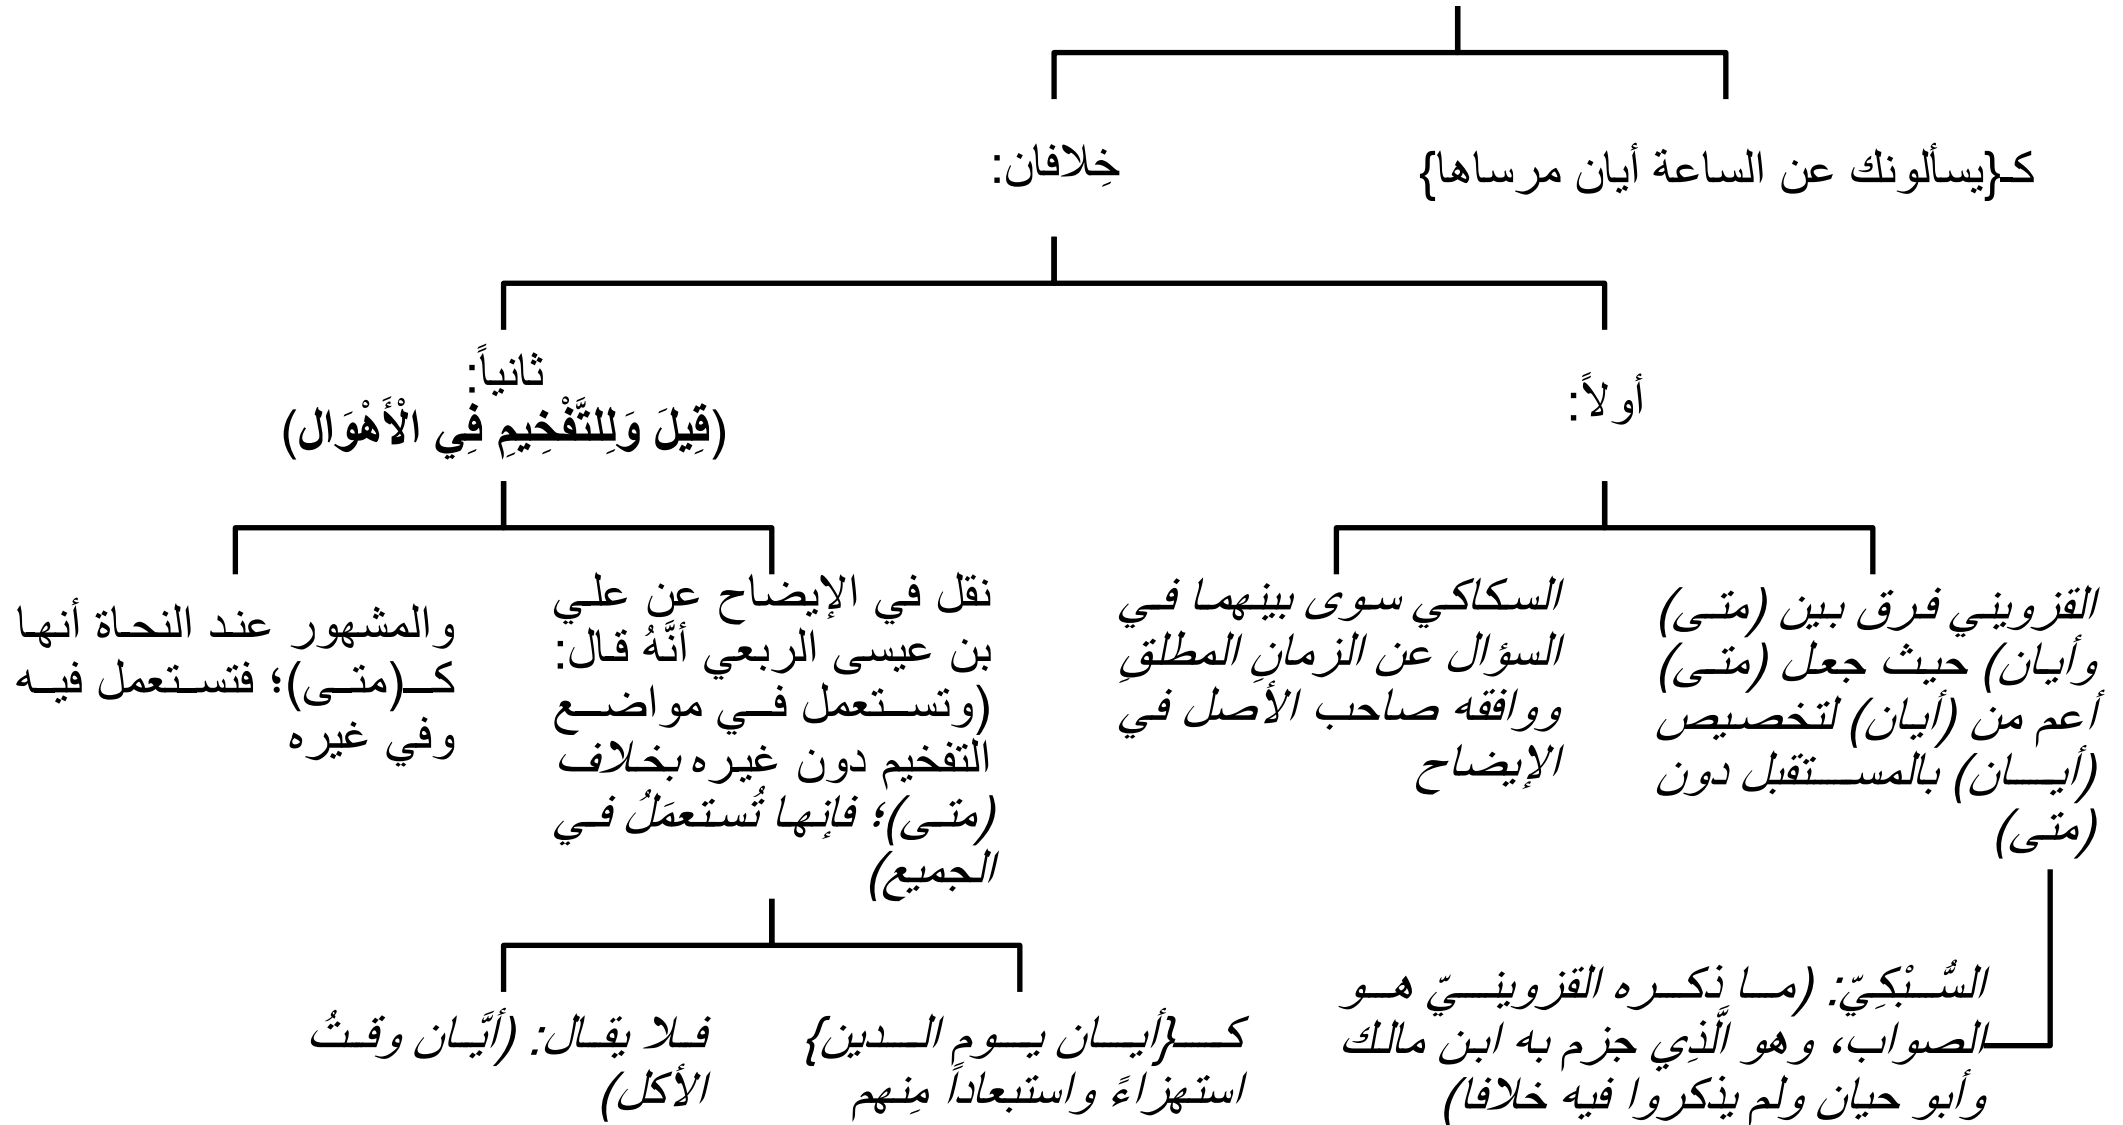 كـ{يسألونك عن الساعة أيان مرساها}
خِلافان:
أولاً:
ثانياً:
(قِيلَ وَلِلتَّفْخِيمِ فِي الْأَهْوَال)
القزويني فرق بين (متى
وأيان) حيث جعل (متى)
أعم من (أيان) لتخصيص
(أيان) بالمستقبل دون
(متى)
السكاكي سوى بينهما في
السؤال عن الزمانِ المطلقِ
ووافقه صاحب الأصل في
الإيضاح
نقل في الإيضاح عن علي
بن عيسى الربعي أنَّهُ قال:
(وتستعمل في مواضع
التفخيم دون غيره بخلاف
(متى)؛ فإنها تُستعمَلُ في
الجميع)
والمشهور عند النحاة أنها
كـ(متى)؛ فتستعمل فيه
وفي غيره
السُّنْبُكِيّ: (ما ذكره القزوينيّ هو
الصواب، وهو الَّذِي جزم به ابن مالك
وأبو حيان ولم يذكروا فيه خلافا)
كـ{أيان يوم الدين}
استهزاءً واستبعاداً مِنهم
فلا يقال: (أيَّان وقتُ
الأكل)